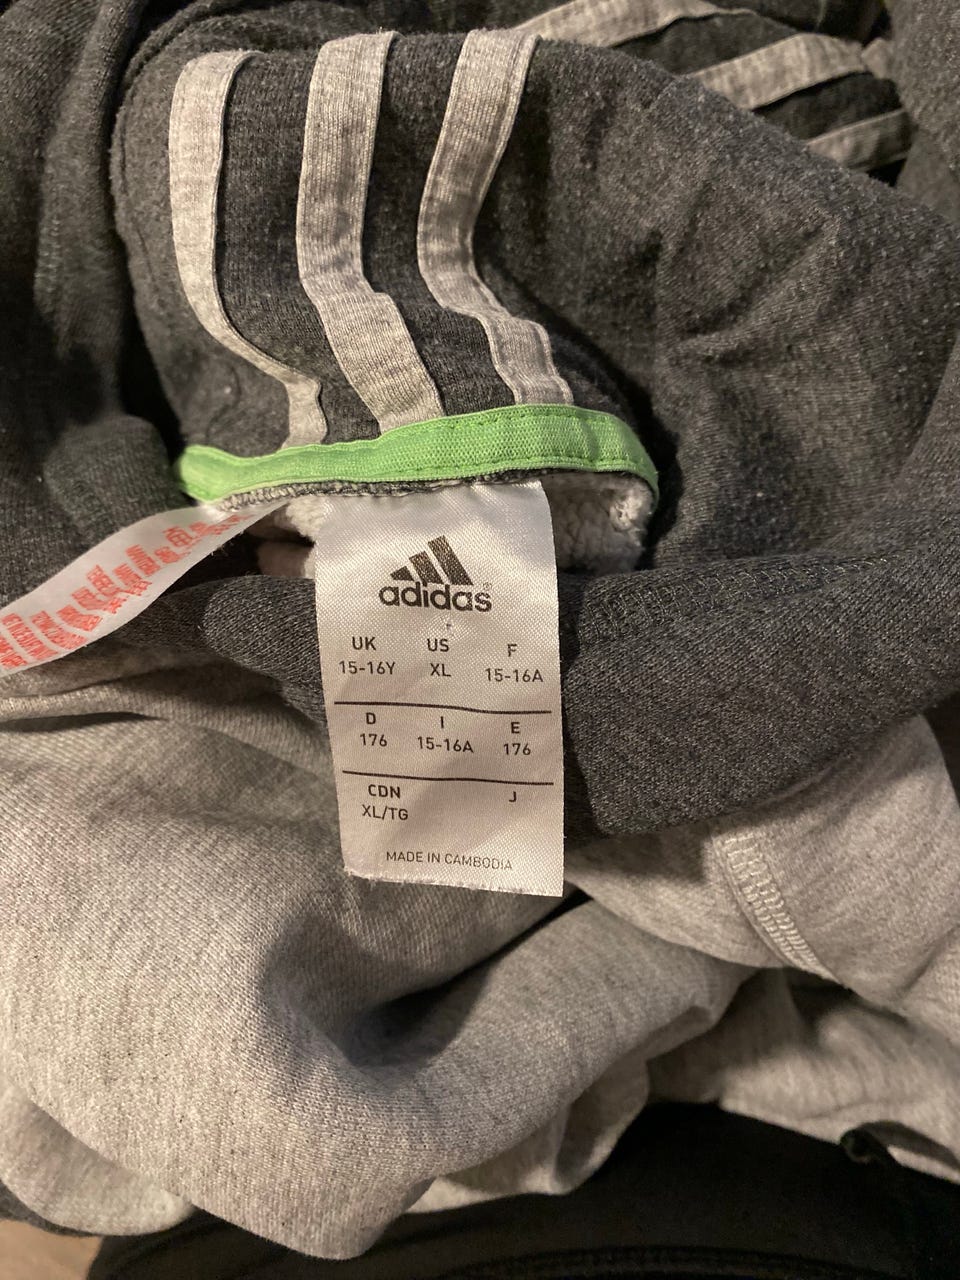 adidas®
UK US F
15-16Y XL 15-16A
D I E
176 15-16A 176
CDN J
XL/TG
MADE IN CAMBODIA